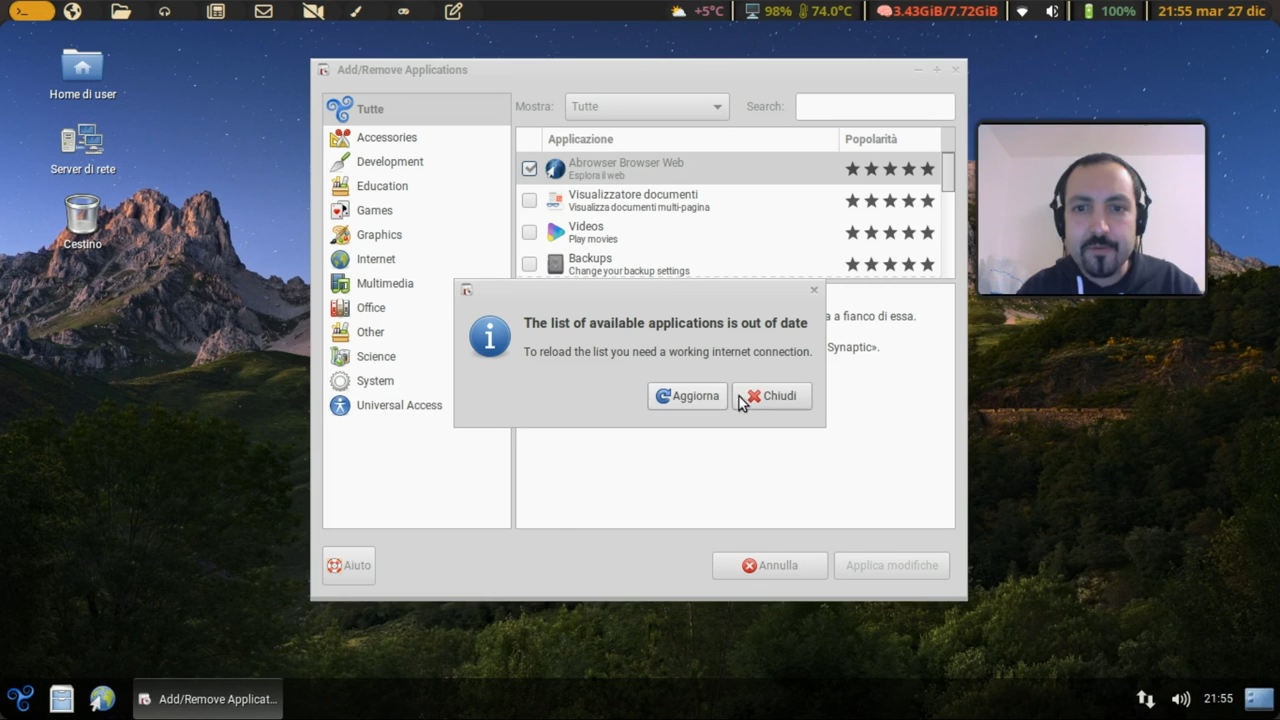 +5°C
98%
74.0°C
3.43GiB/7.72GiB
100%
21:55 mar 27 dic
Home di user
Server di rete
Cestino
Add/Remove Applications
Tutte
Accessories
Development
Education
Games
Graphics
Internet
Multimedia
Office
Other
Science
System
Universal Access
Mostra:
Tutte
Search:
Applicazione
Popolarità
Abrowser Browser Web
Esplora il web
Visualizzatore documenti
Visualizza documenti multi-pagina
Videos
Play movies
Backups
Change your backup settings
a a fianco di essa.
Synaptic».
The list of available applications is out of date
To reload the list you need a working internet connection.
Aggiorna
Chiudi
Aiuto
Annulla
Applica modifiche
Add/Remove Applicat...
21:55